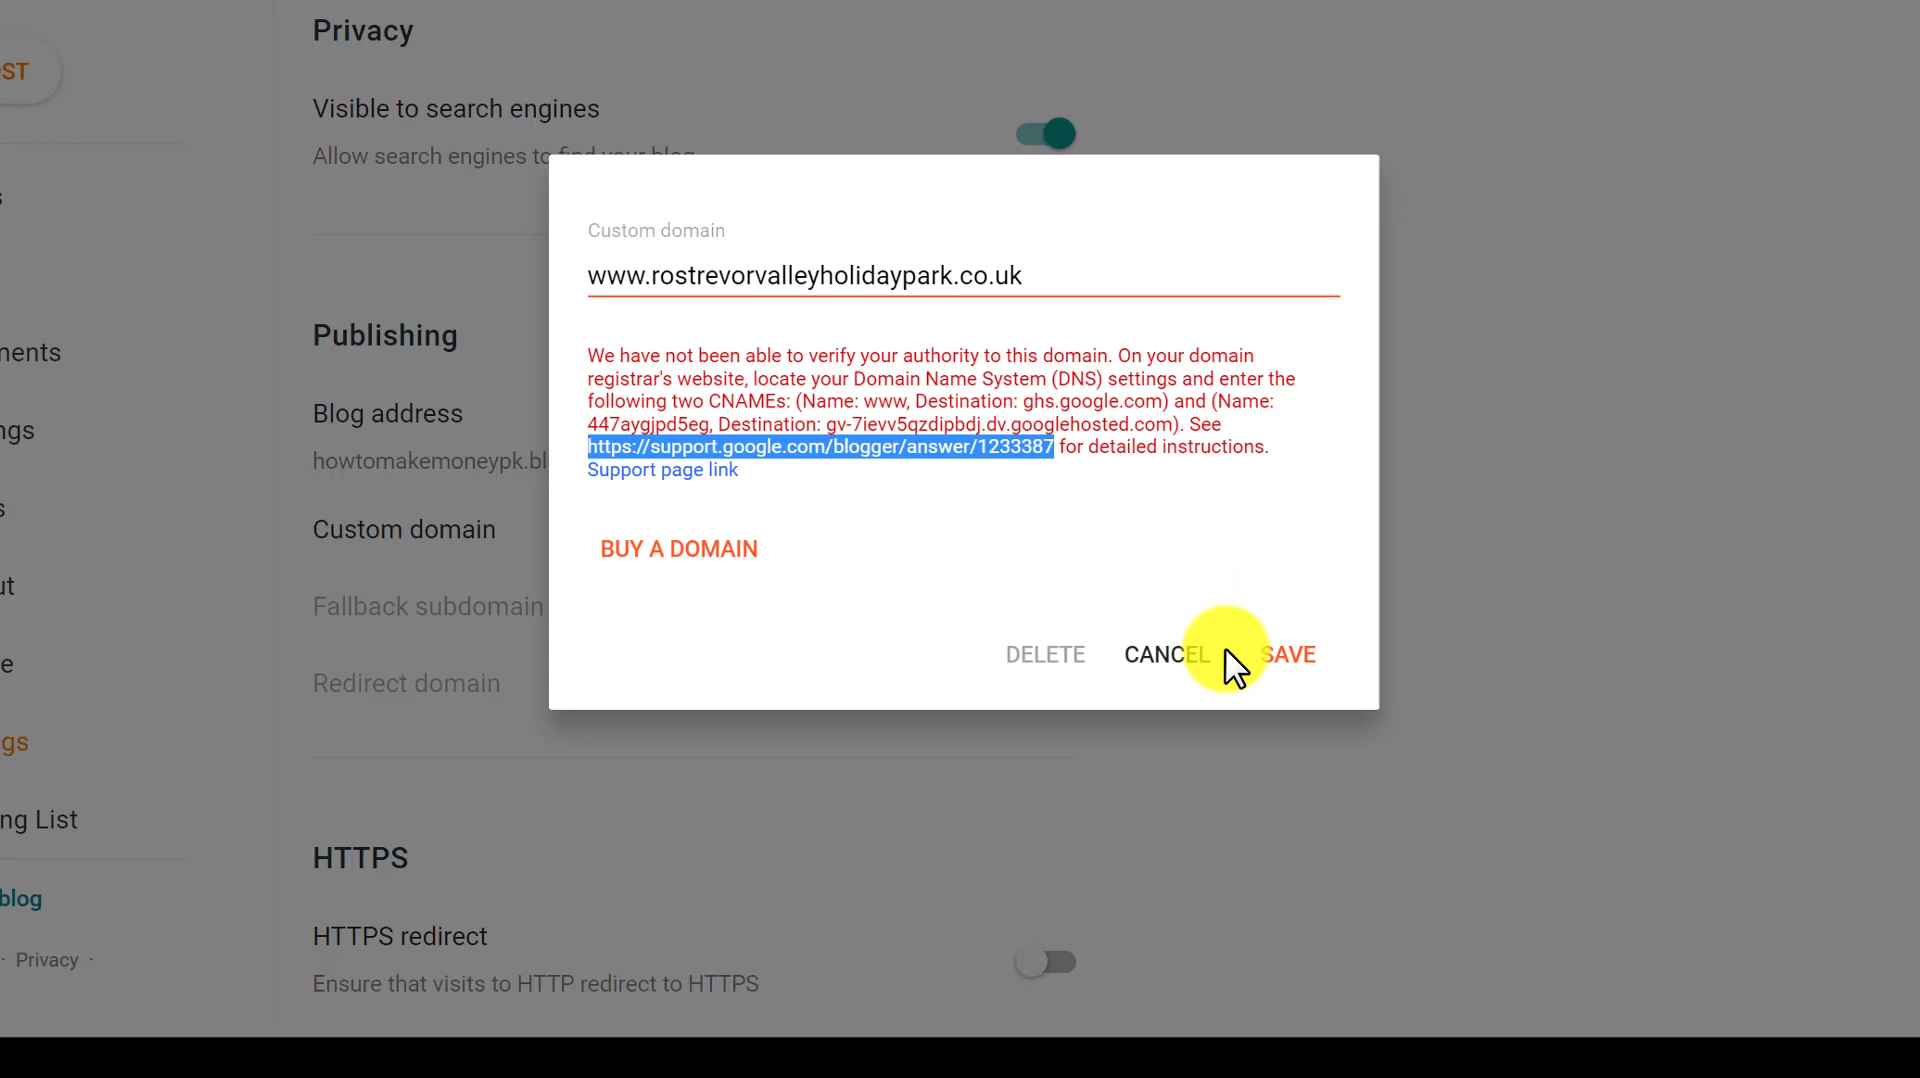 Privacy
OST
Visible to search engines
Allow search engines to find your blog
s
Custom domain
www.rostrevorvalleyholidaypark.co.uk
Publishing
ments
We have not been able to verify your authority to this domain. On your domain
registrar's website, locate your Domain Name System (DNS) settings and enter the
following two CNAMEs: (Name: www, Destination: ghs.google.com) and (Name:
447aygjpd5eg, Destination: gv-7ievv5qzdipbdj.dv.googlehosted.com). See
https://support.google.com/blogger/answer/1233387 for detailed instructions.
Support page link
Blog address
ngs
howtomakemoneypk.bl
s
Custom domain
BUY A DOMAIN
ut
Fallback subdomain
DELETE CANCEL SAVE
e
Redirect domain
gs
ng List
HTTPS
blog
HTTPS redirect
· Privacy ·
Ensure that visits to HTTP redirect to HTTPS